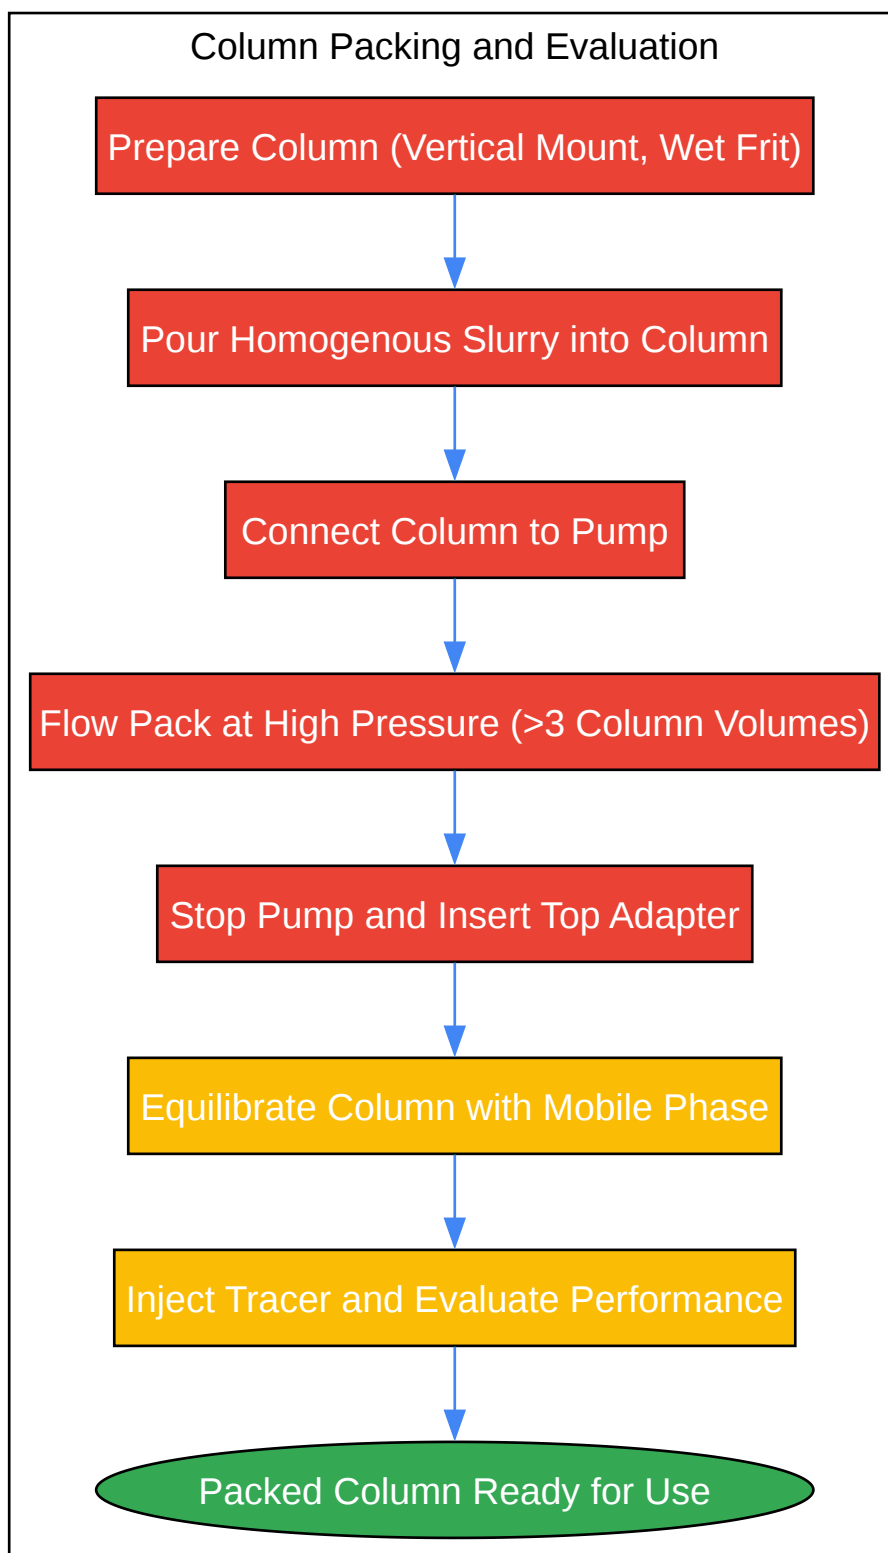 Column Packing and Evaluation
Prepare Column (Vertical Mount, Wet Frit)
Pour Homogenous Slurry into Column
Connect Column to Pump
Flow Pack at High Pressure (>3 Column Volumes)
Stop Pump and Insert Top Adapter
Equilibrate Column with Mobile Phase
Inject Tracer and Evaluate Performance
Packed Column Ready for Use